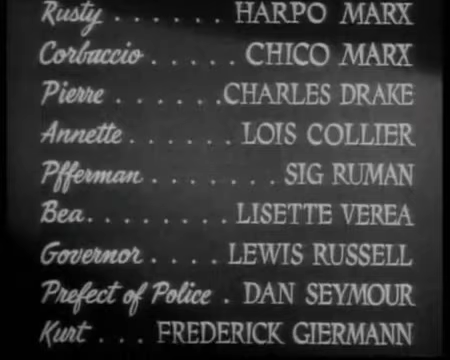 Rusty . . . . . . HARPO MARX
Corbaccio . . . . . CHICO MARX
Pierre . . . . . . CHARLES DRAKE
Annette . . . . . . LOIS COLLIER
Pfferman . . . . . . . SIG RUMAN
Bea . . . . . . . . LISETTE VEREA
Governor . . . . LEWIS RUSSELL
Prefect of Police . DAN SEYMOUR
Kurt . . . FREDERICK GIERMANN